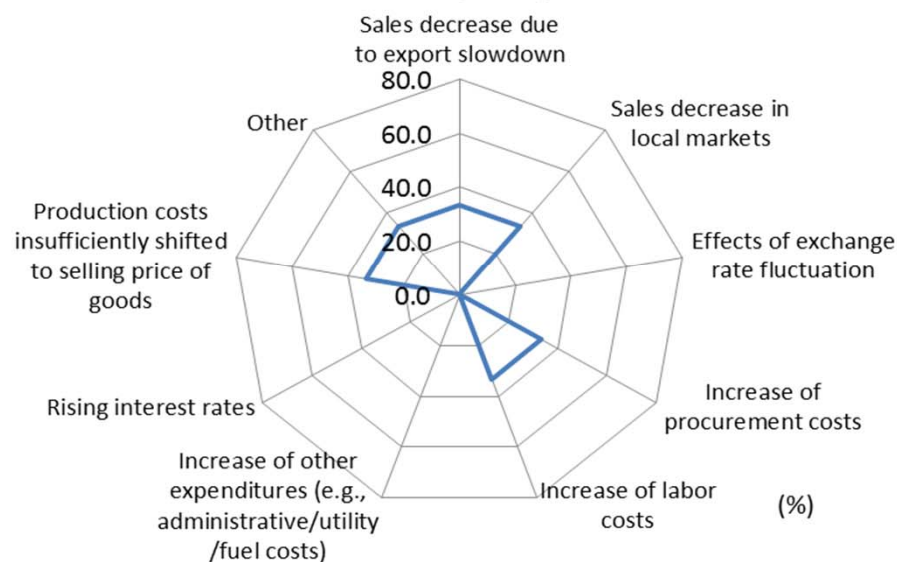 Sales decrease due
to export slowdown
80.0
60.0
40.0
20.0
0.0
Sales decrease in
local markets
Effects of exchange
rate fluctuation
Increase of
procurement costs
Increase of labor
costs
(%)
Increase of other
expenditures (e.g.,
administrative/utility
/fuel costs)
Rising interest rates
Production costs
insufficiently shifted
to selling price of
goods
Other